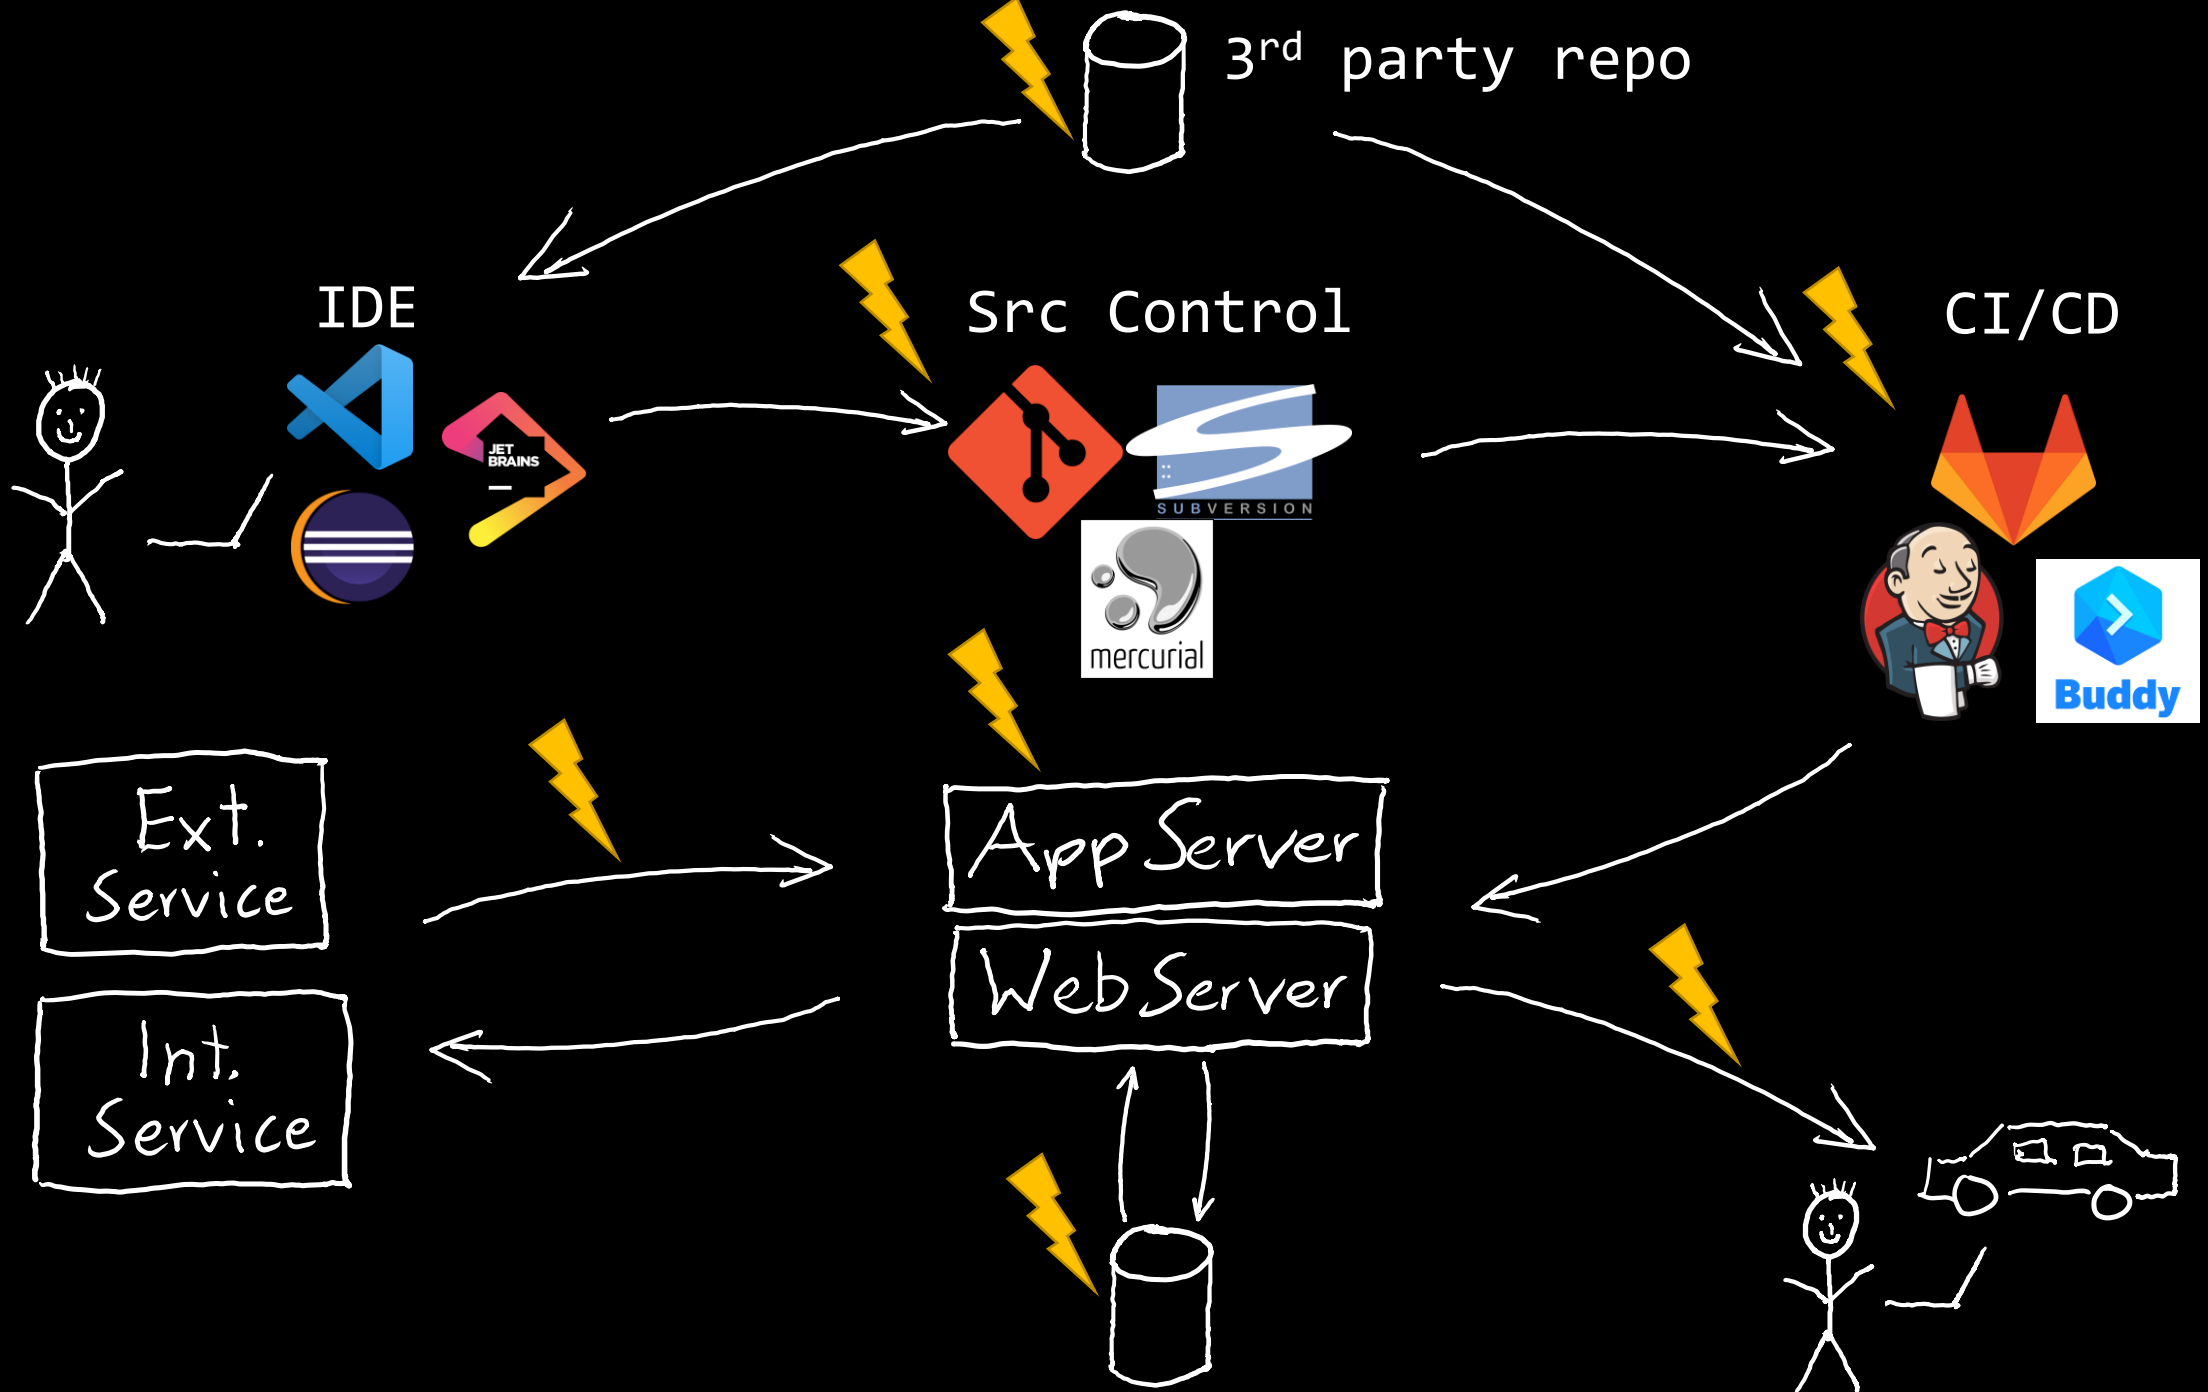 3rd party repo
IDE
Src Control
CI/CD
JET
BRAINS
SUBVERSION
mercurial
Buddy
Ext.
Service
App Server
Web Server
Int.
Service